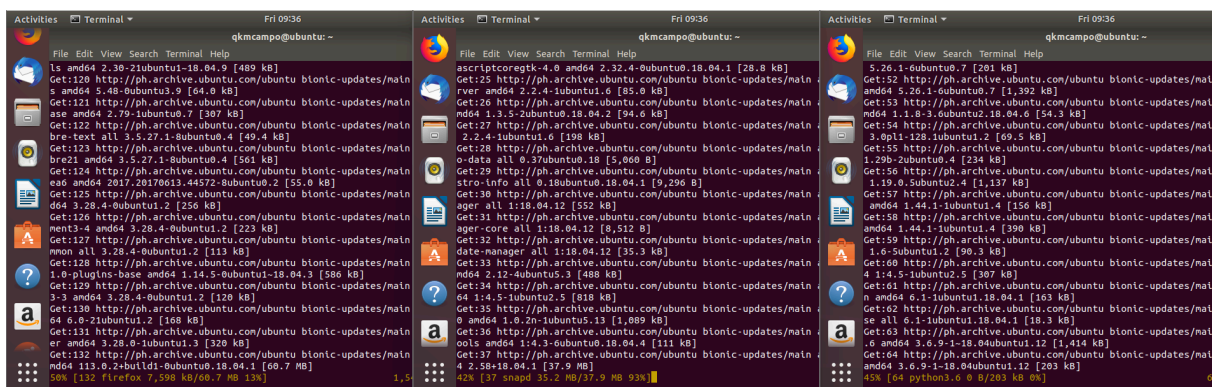 Activities Terminal Fri 09:36
qkmcampo@ubuntu: ~
File Edit View Search Terminal Help
ls amd64 2.30-21ubuntu1~18.04.9 [489 kB]
Get:120 http://ph.archive.ubuntu.com/ubuntu bionic-updates/main
s amd64 5.48-0ubuntu3.9 [64.0 kB]
Get:121 http://ph.archive.ubuntu.com/ubuntu bionic-updates/main
ase amd64 2.79-1ubuntu0.7 [307 kB]
Get:122 http://ph.archive.ubuntu.com/ubuntu bionic-updates/main
bre-text all 3.5.27.1-8ubuntu0.4 [49.4 kB]
Get:123 http://ph.archive.ubuntu.com/ubuntu bionic-updates/main
bre21 amd64 3.5.27.1-8ubuntu0.4 [561 kB]
Get:124 http://ph.archive.ubuntu.com/ubuntu bionic-updates/main
ea6 amd64 2017.20170613.44572-8ubuntu0.2 [55.0 kB]
Get:125 http://ph.archive.ubuntu.com/ubuntu bionic-updates/main
d64 3.28.4-0ubuntu1.2 [256 kB]
Get:126 http://ph.archive.ubuntu.com/ubuntu bionic-updates/main
ment3-4 amd64 3.28.4-0ubuntu1.2 [223 kB]
Get:127 http://ph.archive.ubuntu.com/ubuntu bionic-updates/main
mmon all 3.28.4-0ubuntu1.2 [113 kB]
Get:128 http://ph.archive.ubuntu.com/ubuntu bionic-updates/main
1.0-plugins-base amd64 1.14.5-0ubuntu1~18.04.3 [586 kB]
Get:129 http://ph.archive.ubuntu.com/ubuntu bionic-updates/main
3-3 amd64 3.28.4-0ubuntu1.2 [120 kB]
Get:130 http://ph.archive.ubuntu.com/ubuntu bionic-updates/main
64 6.0-21ubuntu1.2 [168 kB]
Get:131 http://ph.archive.ubuntu.com/ubuntu bionic-updates/main
er amd64 3.28.0-1ubuntu1.3 [320 kB]
Get:132 http://ph.archive.ubuntu.com/ubuntu bionic-updates/main
md64 113.0.2+build1-0ubuntu0.18.04.1 [60.7 MB]
50% [132 firefox 7,598 kB/60.7 MB 13%] 1,54
Activities Terminal Fri 09:36
qkmcampo@ubuntu: ~
File Edit View Search Terminal Help
ascriptcoregtk-4.0 amd64 2.32.4-0ubuntu0.18.04.1 [28.8 kB]
Get:25 http://ph.archive.ubuntu.com/ubuntu bionic-updates/main
rver amd64 2.2.4-1ubuntu1.6 [85.0 kB]
Get:26 http://ph.archive.ubuntu.com/ubuntu bionic-updates/main
md64 1.3.5-2ubuntu0.18.04.2 [94.6 kB]
Get:27 http://ph.archive.ubuntu.com/ubuntu bionic-updates/main
2.2.4-1ubuntu1.6 [198 kB]
Get:28 http://ph.archive.ubuntu.com/ubuntu bionic-updates/main
o-data all 0.37ubuntu0.18 [5,060 B]
Get:29 http://ph.archive.ubuntu.com/ubuntu bionic-updates/main
stro-info all 0.18ubuntu0.18.04.1 [9,296 B]
Get:30 http://ph.archive.ubuntu.com/ubuntu bionic-updates/main
ager all 1:18.04.12 [552 kB]
Get:31 http://ph.archive.ubuntu.com/ubuntu bionic-updates/main
ager-core all 1:18.04.12 [8,512 B]
Get:32 http://ph.archive.ubuntu.com/ubuntu bionic-updates/main
date-manager all 1:18.04.12 [35.3 kB]
Get:33 http://ph.archive.ubuntu.com/ubuntu bionic-updates/main
md64 2.12-4ubuntu5.3 [488 kB]
Get:34 http://ph.archive.ubuntu.com/ubuntu bionic-updates/main
64 1:4.5-1ubuntu2.5 [818 kB]
Get:35 http://ph.archive.ubuntu.com/ubuntu bionic-updates/main
0 amd64 1.0.2n-1ubuntu5.13 [1,089 kB]
Get:36 http://ph.archive.ubuntu.com/ubuntu bionic-updates/main
ools amd64 1:4.3-6ubuntu0.18.04.4 [111 kB]
Get:37 http://ph.archive.ubuntu.com/ubuntu bionic-updates/main
4 2.58+18.04.1 [37.9 MB]
42% [37 snapd 35.2 MB/37.9 MB 93%]
Activities Terminal Fri 09:36
qkmcampo@ubuntu: ~
File Edit View Search Terminal Help
5.26.1-6ubuntu0.7 [201 kB]
Get:52 http://ph.archive.ubuntu.com/ubuntu bionic-updates/mai
amd64 5.26.1-6ubuntu0.7 [1,392 kB]
Get:53 http://ph.archive.ubuntu.com/ubuntu bionic-updates/mai
md64 1.1.8-3.6ubuntu2.18.04.6 [54.3 kB]
Get:54 http://ph.archive.ubuntu.com/ubuntu bionic-updates/mai
3.0pl1-128.1ubuntu1.2 [69.5 kB]
Get:55 http://ph.archive.ubuntu.com/ubuntu bionic-updates/mai
1.29b-2ubuntu0.4 [234 kB]
Get:56 http://ph.archive.ubuntu.com/ubuntu bionic-updates/mai
1.19.0.5ubuntu2.4 [1,137 kB]
Get:57 http://ph.archive.ubuntu.com/ubuntu bionic-updates/mai
amd64 1.44.1-1ubuntu1.4 [156 kB]
Get:58 http://ph.archive.ubuntu.com/ubuntu bionic-updates/mai
amd64 1.44.1-1ubuntu1.4 [390 kB]
Get:59 http://ph.archive.ubuntu.com/ubuntu bionic-updates/mai
1.6-5ubuntu1.2 [90.3 kB]
Get:60 http://ph.archive.ubuntu.com/ubuntu bionic-updates/mai
4 1:4.5-1ubuntu2.5 [307 kB]
Get:61 http://ph.archive.ubuntu.com/ubuntu bionic-updates/mai
n amd64 6.1-1ubuntu1.18.04.1 [163 kB]
Get:62 http://ph.archive.ubuntu.com/ubuntu bionic-updates/mai
se all 6.1-1ubuntu1.18.04.1 [18.3 kB]
Get:63 http://ph.archive.ubuntu.com/ubuntu bionic-updates/mai
.6 amd64 3.6.9-1~18.04ubuntu1.12 [1,414 kB]
Get:64 http://ph.archive.ubuntu.com/ubuntu bionic-updates/mai
amd64 3.6.9-1~18.04ubuntu1.12 [203 kB]
45% [64 python3.6 0 B/203 kB 0%] 6